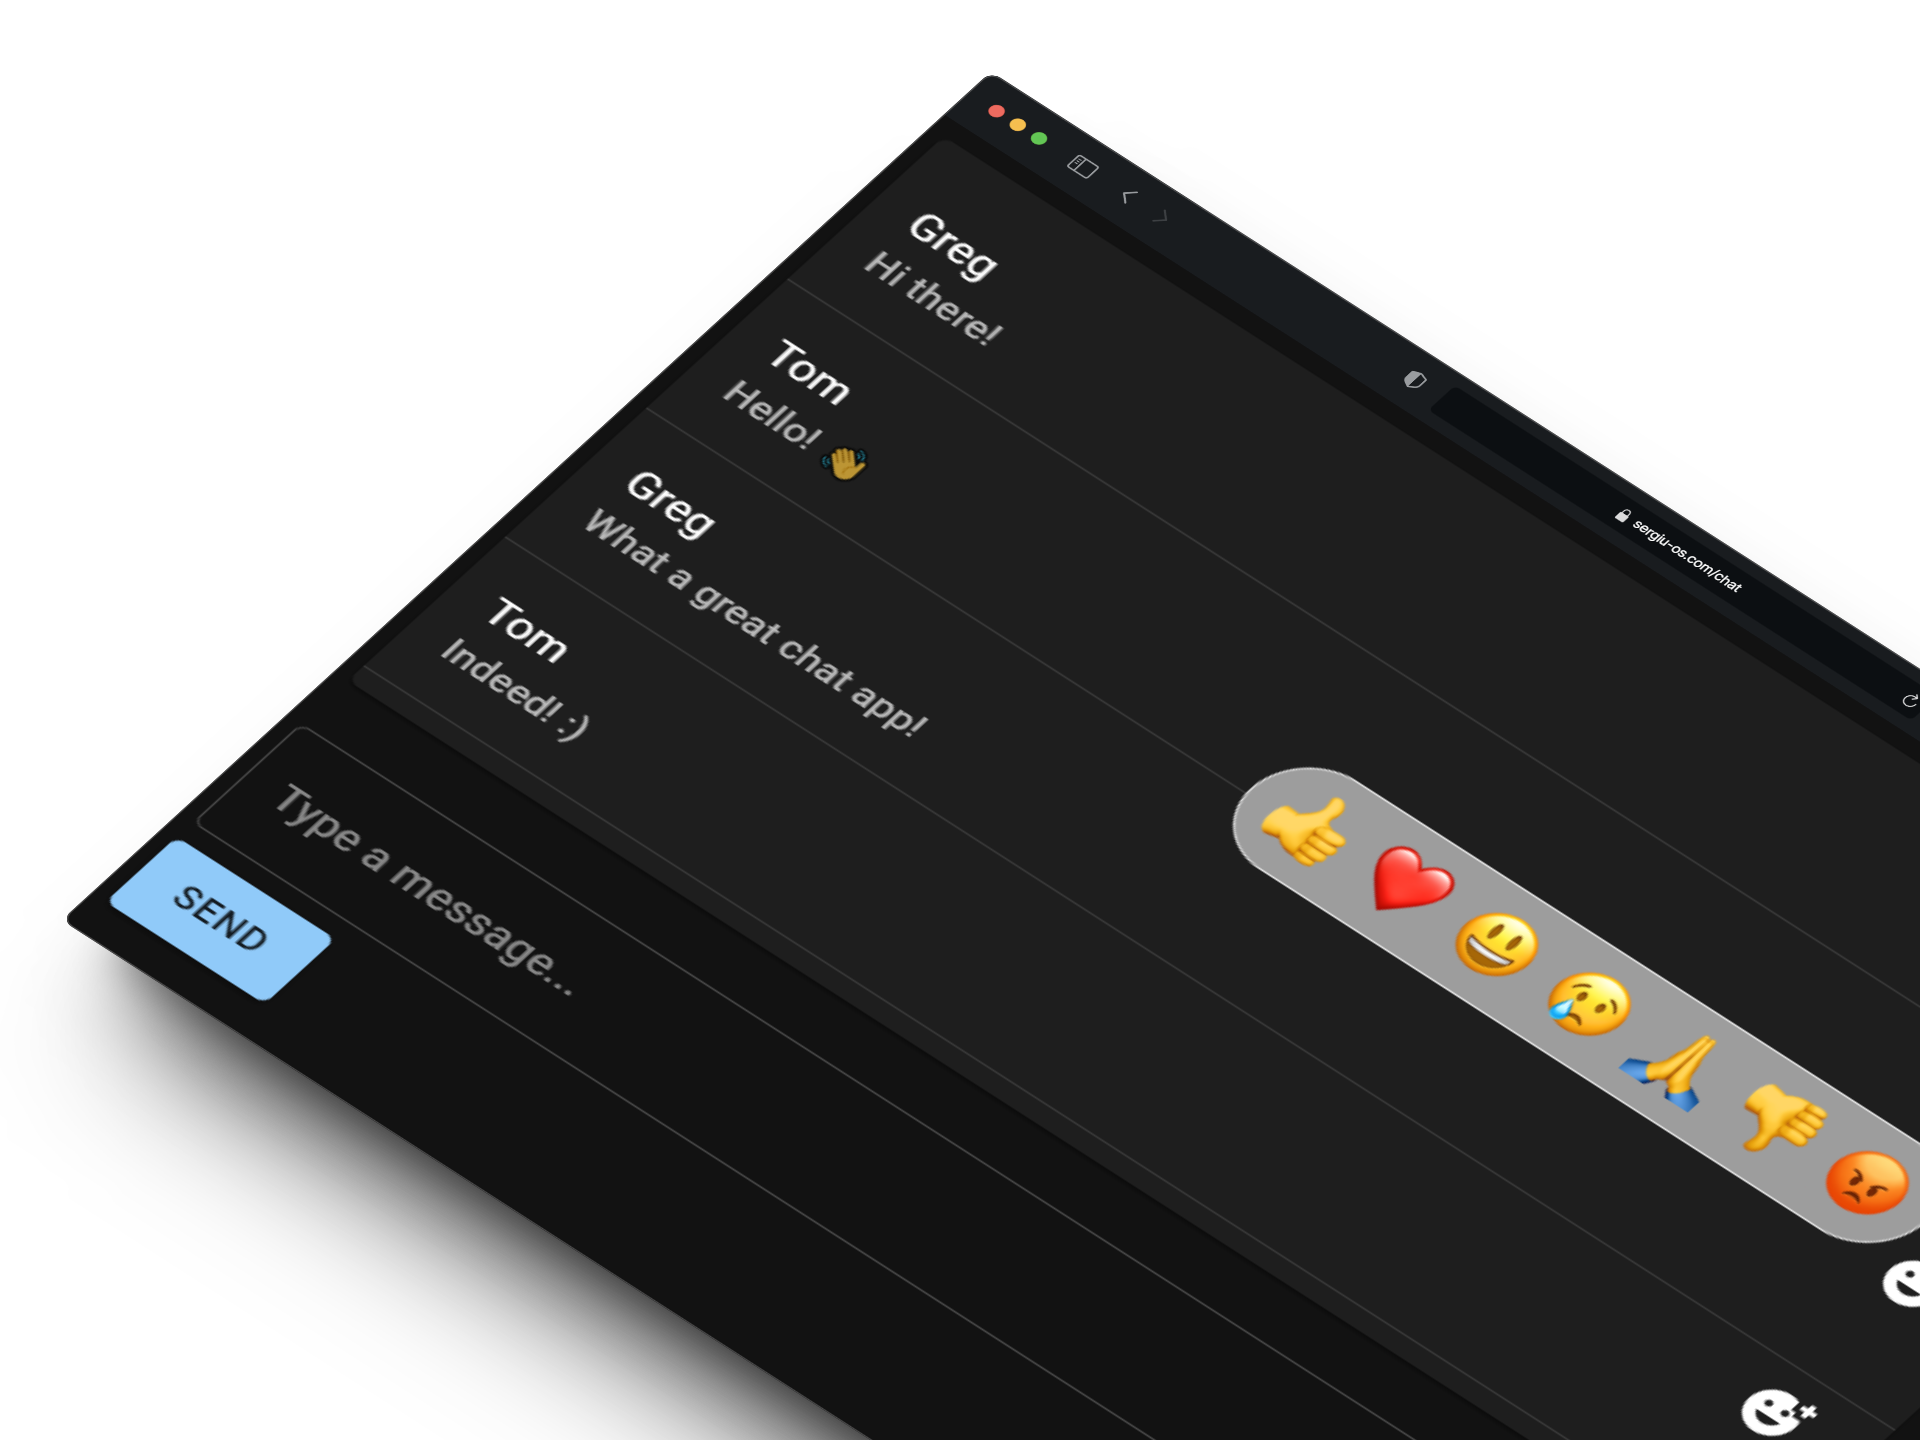 sergiu-os.com/chat
Greg
Hi there!
Tom
Hello! 👋
Greg
What a great chat app!
Tom
Indeed! :)
Type a message...
SEND